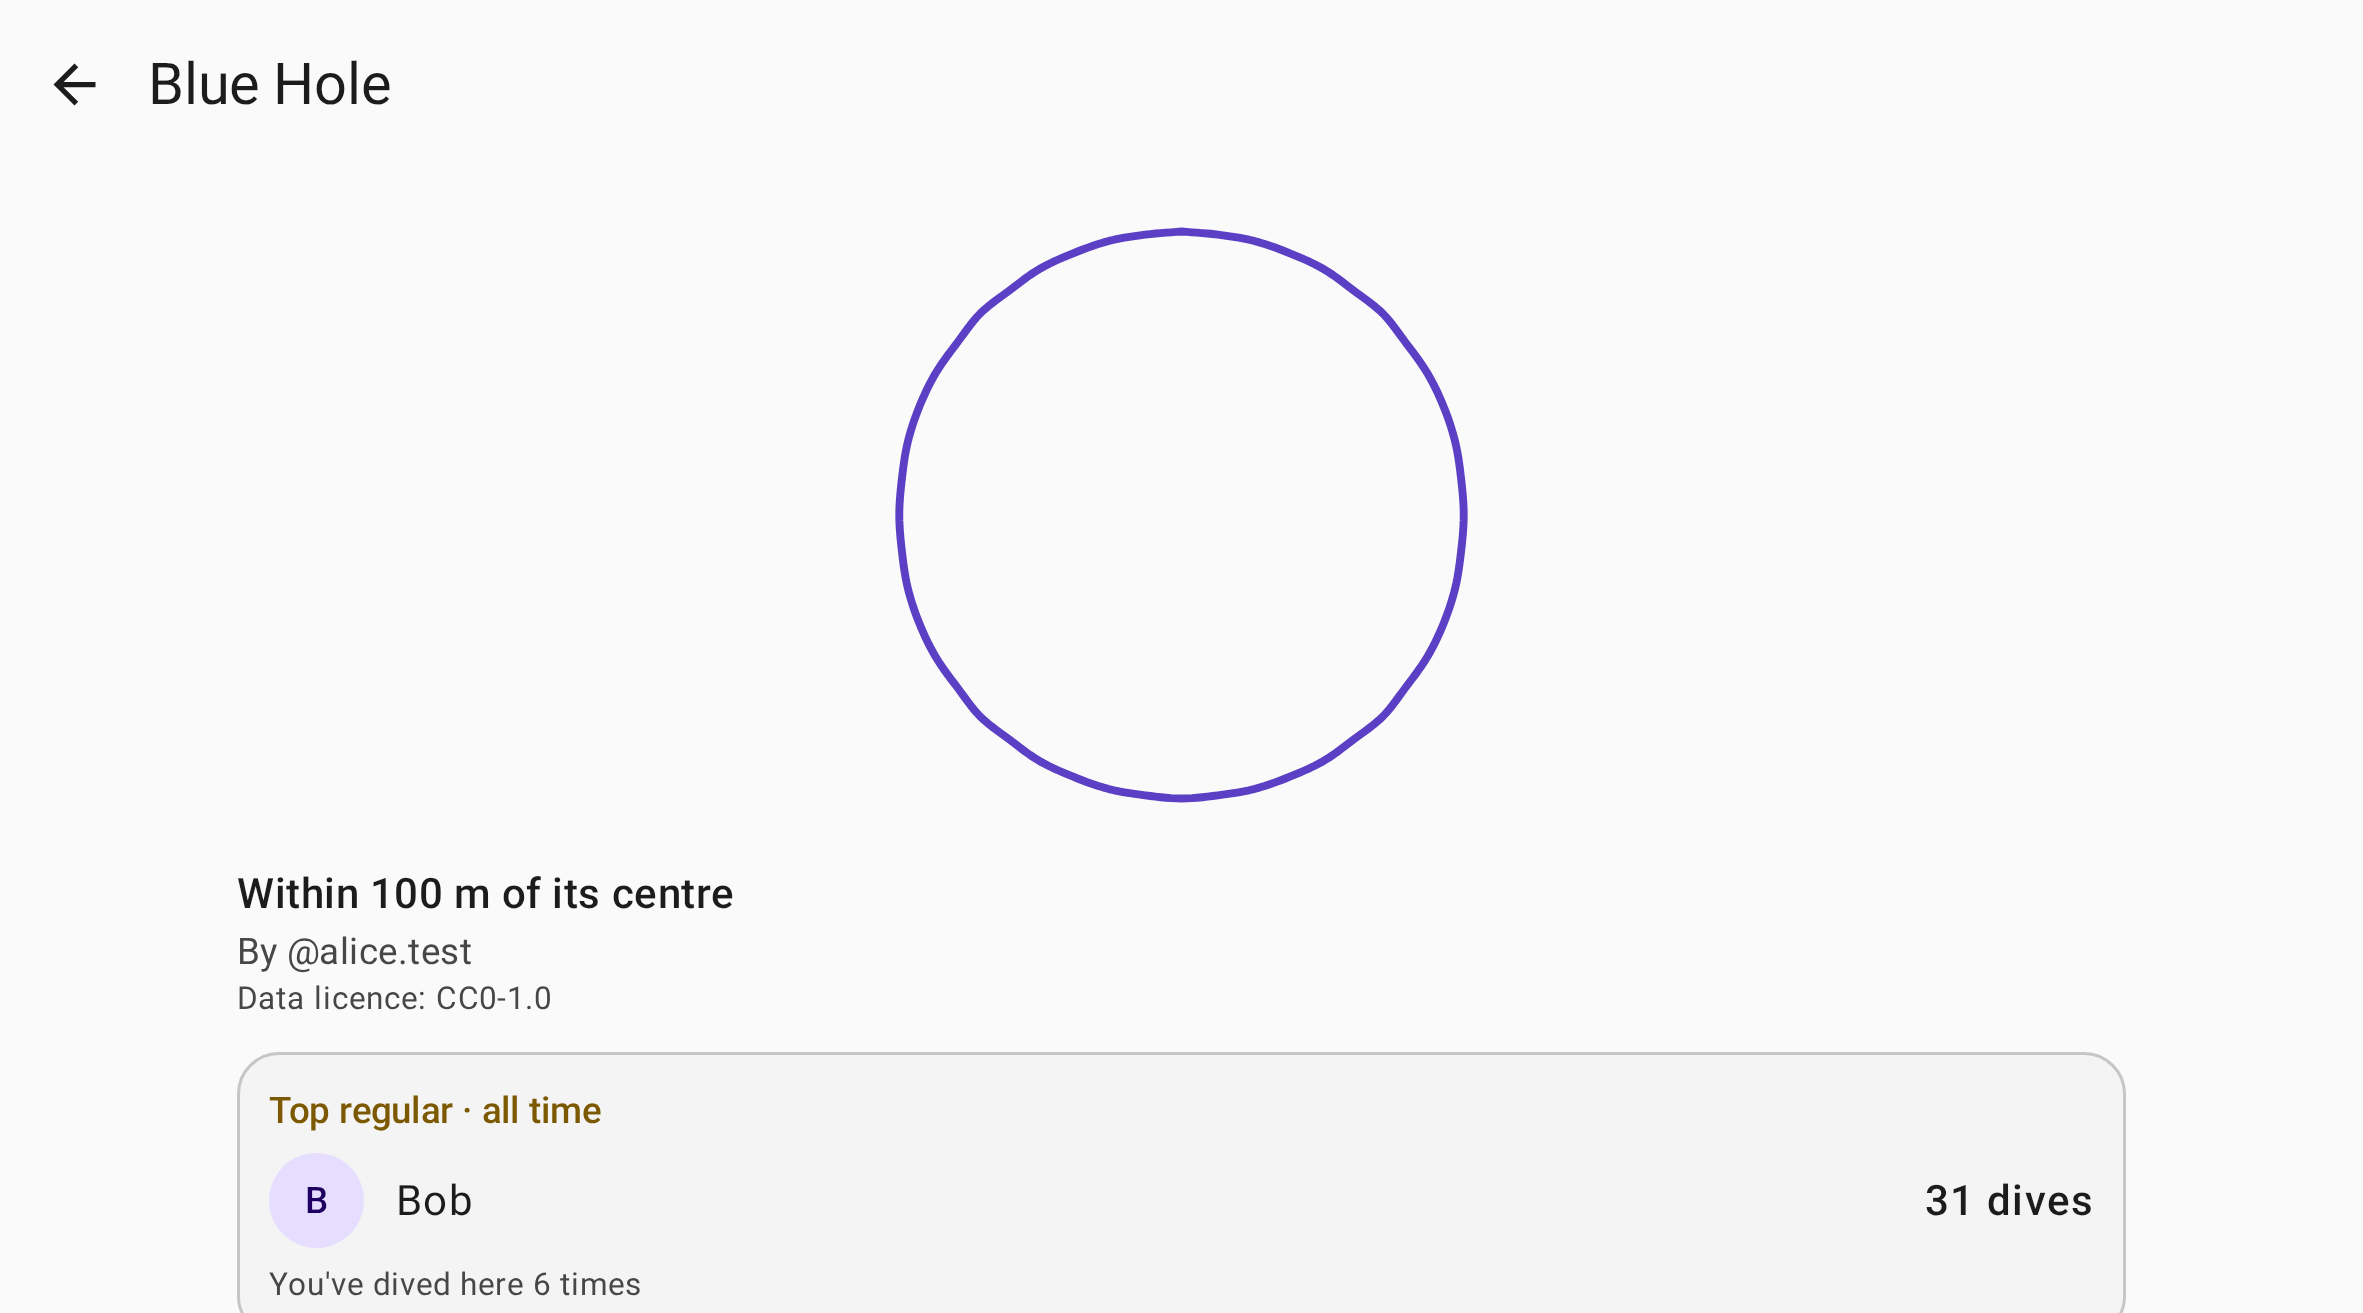 Blue Hole
Within 100 m of its centre
By @alice.test
Data licence: CC0-1.0
Top regular · all time
B
Bob
31 dives
You've dived here 6 times